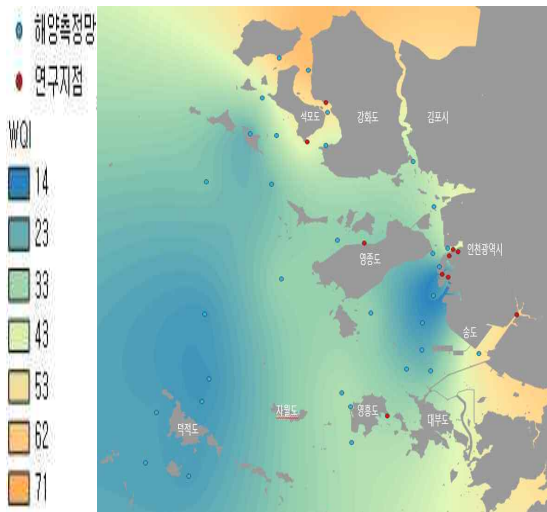 해양측정망
연구지점
WQI
14
23
33
43
53
62
71
석모도
강화도
김포시
영종도
인천광역시
송도
덕적도
자월도
영흥도
대부도